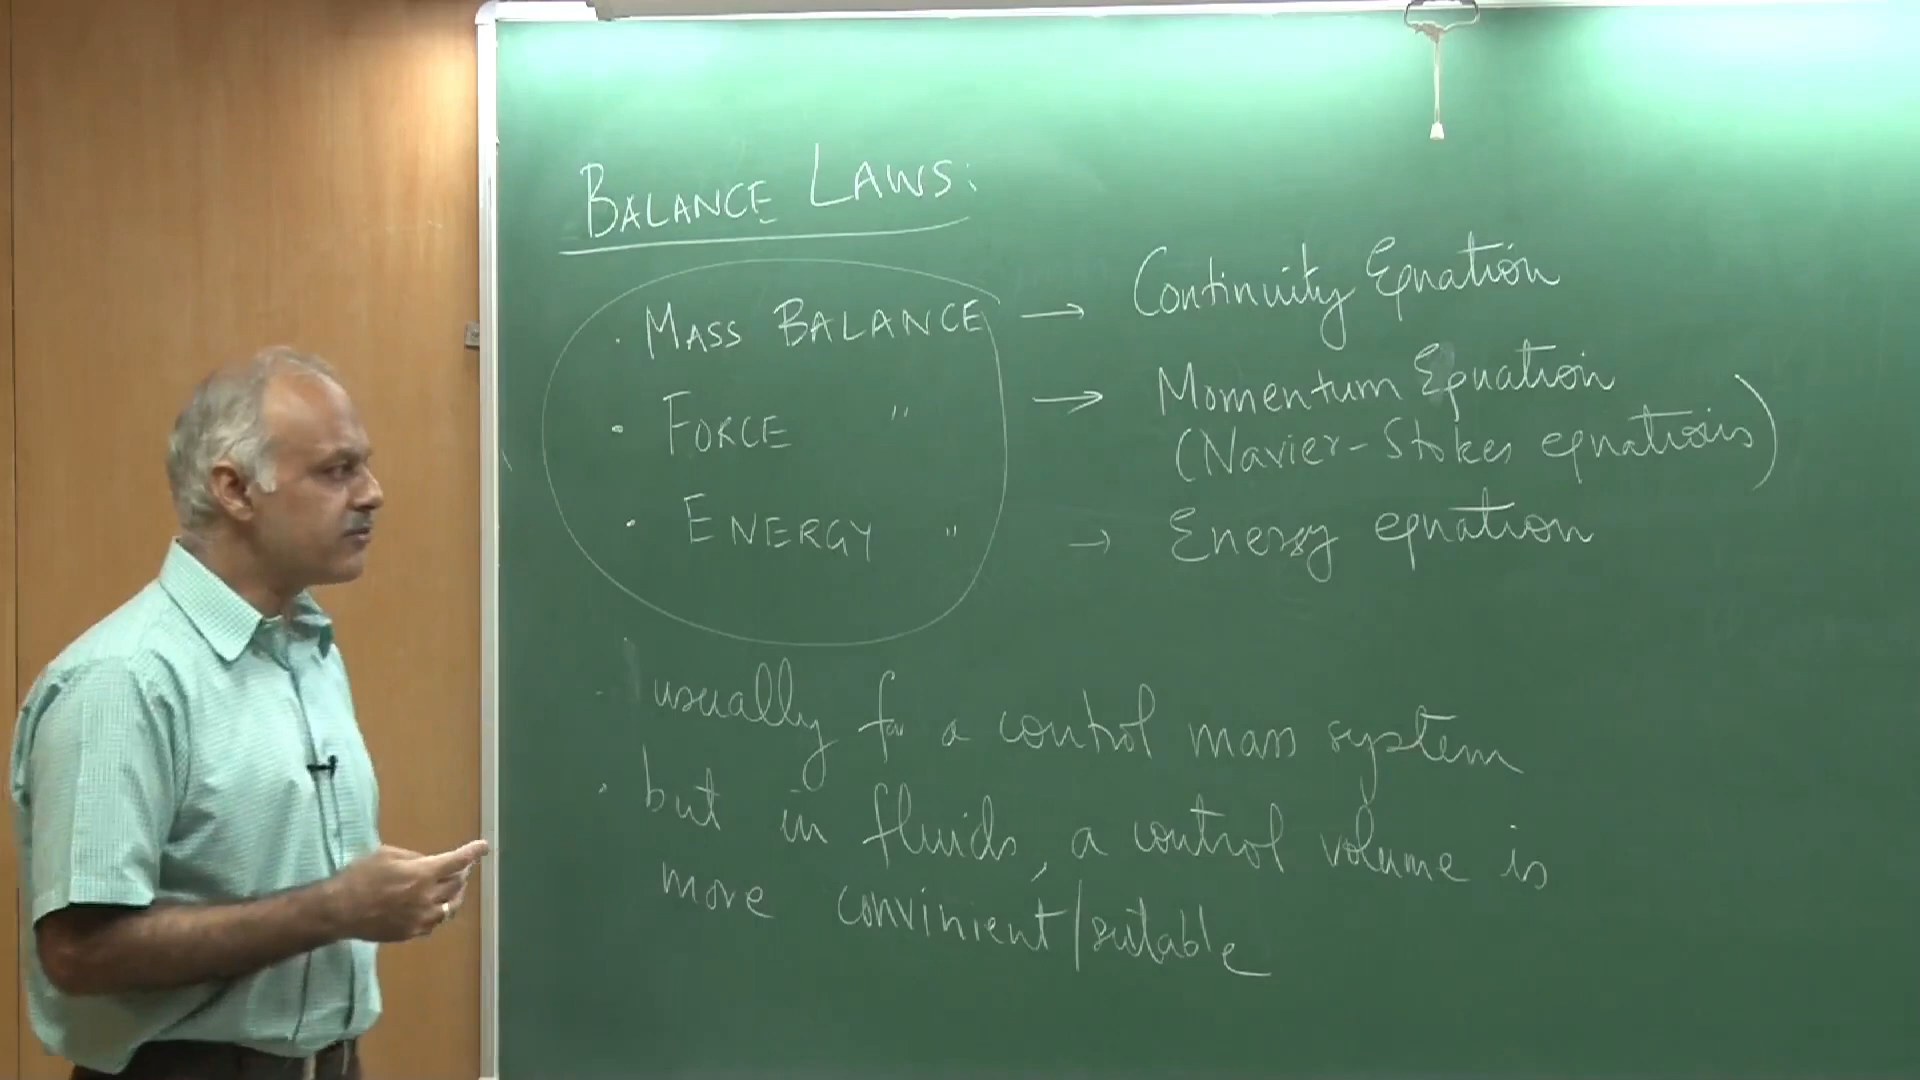 BALANCE LAWS:
· MASS BALANCE → Continuity Equation
· FORCE " → Momentum Equation
(Navier-Stokes equations)
· ENERGY " → Energy equation
· usually for a control mass system
· but in fluids, a control volume is
more convinient/suitable